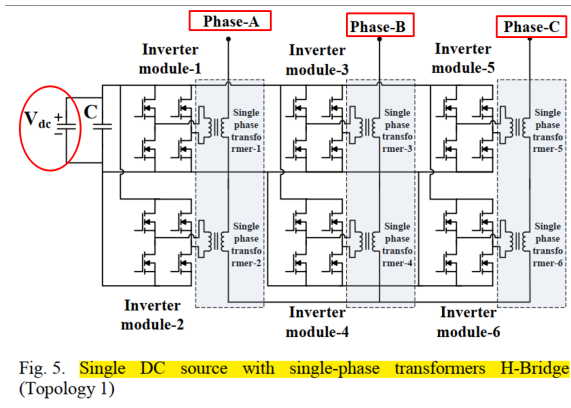 Phase-A
Phase-B
Phase-C
Inverter
module-1
Inverter
module-3
Inverter
module-5
Vdc
+
−
C
Single
phase
transfo
rmer-1
Single
phase
transfo
rmer-3
Single
phase
transfo
rmer-5
Single
phase
transfo
rmer-2
Single
phase
transfo
rmer-4
Single
phase
transfo
rmer-6
Inverter
module-2
Inverter
module-4
Inverter
module-6
Fig. 5. Single DC source with single-phase transformers H-Bridge
(Topology 1)